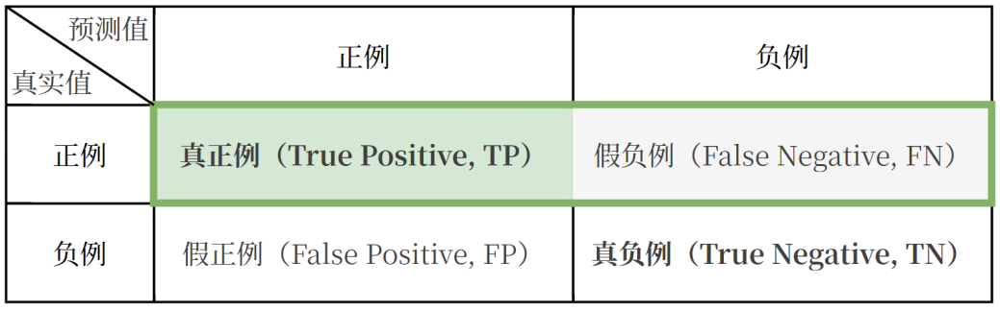 预测值
真实值
正例
负例
正例
真正例（True Positive, TP）
假负例（False Negative, FN）
负例
假正例（False Positive, FP）
真负例（True Negative, TN）